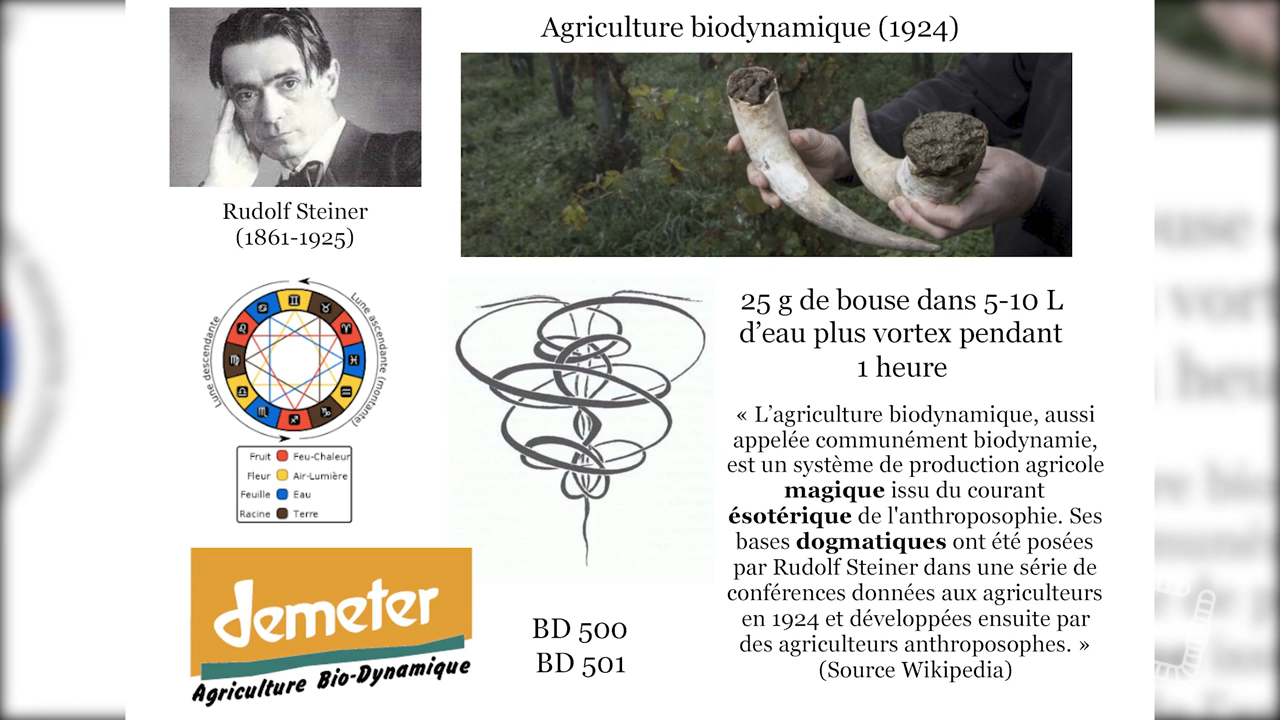 Agriculture biodynamique (1924)
Rudolf Steiner
(1861-1925)
Lune descendante
Lune ascendante (montante)
Fruit Feu-Chaleur
Fleur Air-Lumière
Feuille Eau
Racine Terre
demeter
Agriculture Bio-Dynamique
25 g de bouse dans 5-10 L
d’eau plus vortex pendant
1 heure
« L’agriculture biodynamique, aussi
appelée communément biodynamie,
est un système de production agricole
magique issu du courant
ésotérique de l'anthroposophie. Ses
bases dogmatiques ont été posées
par Rudolf Steiner dans une série de
conférences données aux agriculteurs
en 1924 et développées ensuite par
des agriculteurs anthroposophes. »
(Source Wikipedia)
BD 500
BD 501